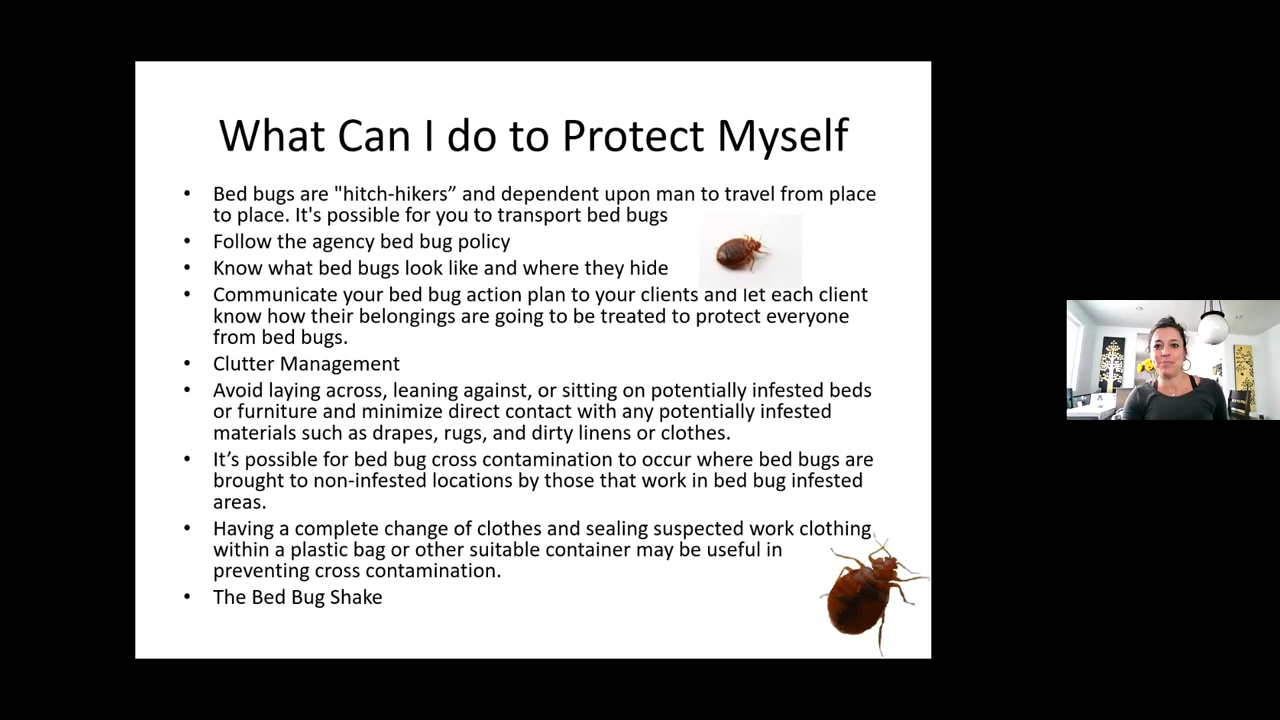 What Can I do to Protect Myself
• Bed bugs are "hitch-hikers” and dependent upon man to travel from place
to place. It's possible for you to transport bed bugs
• Follow the agency bed bug policy
• Know what bed bugs look like and where they hide
• Communicate your bed bug action plan to your clients and let each client
know how their belongings are going to be treated to protect everyone
from bed bugs.
• Clutter Management
• Avoid laying across, leaning against, or sitting on potentially infested beds
or furniture and minimize direct contact with any potentially infested
materials such as drapes, rugs, and dirty linens or clothes.
• It’s possible for bed bug cross contamination to occur where bed bugs are
brought to non-infested locations by those that work in bed bug infested
areas.
• Having a complete change of clothes and sealing suspected work clothing
within a plastic bag or other suitable container may be useful in
preventing cross contamination.
• The Bed Bug Shake